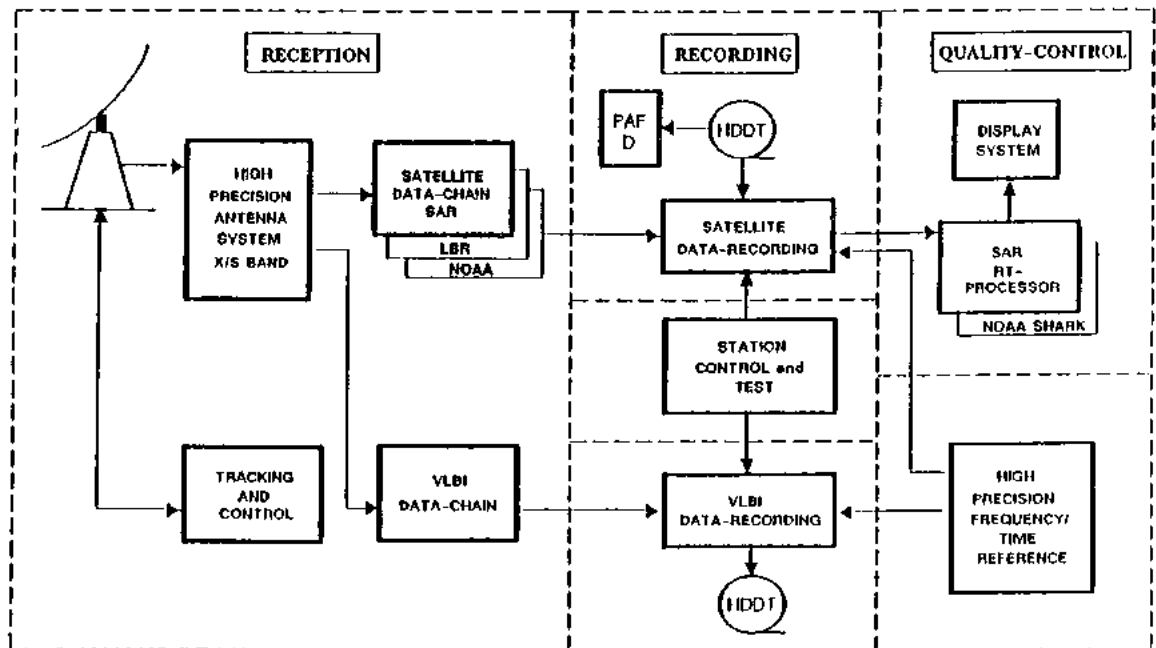 RECEPTION
RECORDING
QUALITY-CONTROL
HIGH
PRECISION
ANTENNA
SYSTEM
X/S BAND
SATELLITE
DATA-CHAIN
SAR
LBR
NOAA
TRACKING
AND
CONTROL
VLBI
DATA-CHAIN
PAF
D
HDDT
SATELLITE
DATA-RECORDING
STATION
CONTROL and
TEST
VLBI
DATA-RECORDING
HDDT
DISPLAY
SYSTEM
SAR
RT-
PROCESSOR
NOAA SHARK
HIGH
PRECISION
FREQUENCY/
TIME
REFERENCE